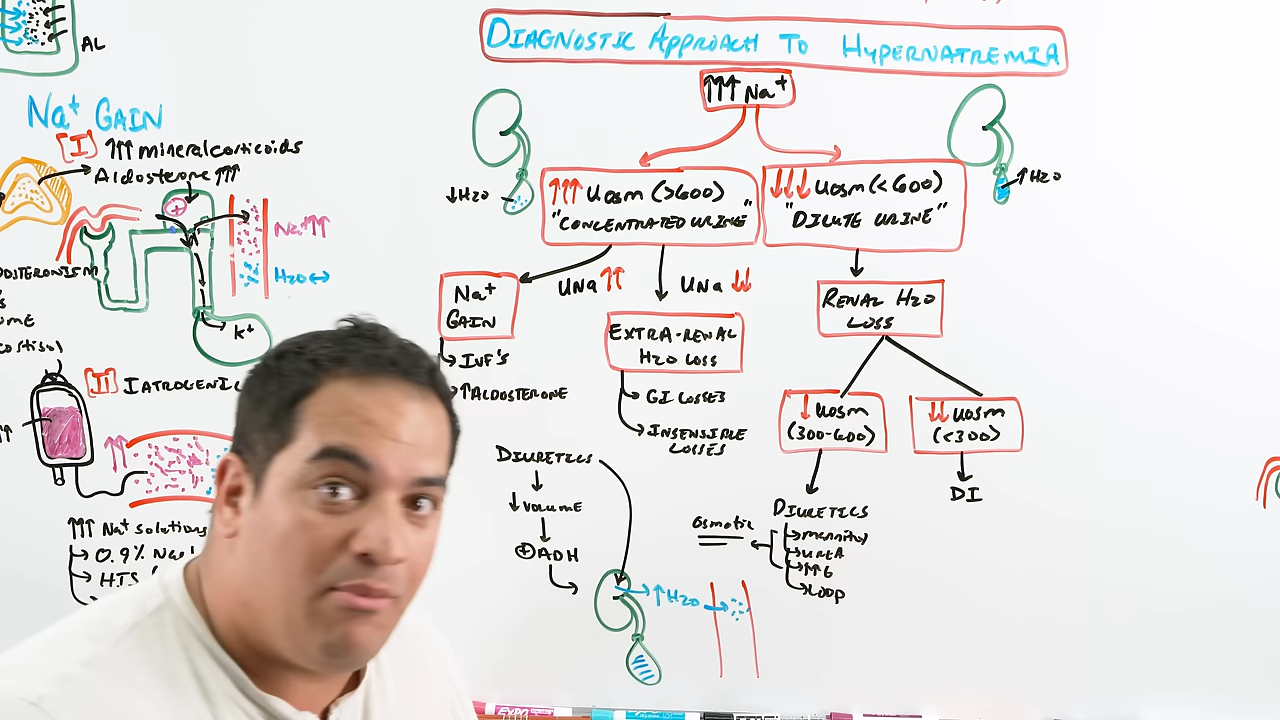 AL
Na⁺ GAIN
[I] ↑↑↑ mineralcorticoids
Aldosterone ↑↑↑
+
Na⁺↑↑
H2O ↔
K⁺
ume
cortisol
[II] IATROGENIC
↑↑
↑↑
↑↑↑ Na⁺ solutions
→ 0.9%
→ HTS
DIAGNOSTIC APPROACH TO HYPERNATREMIA
↑↑↑ Na⁺
↓H2O
↑↑↑ UOSM (>600)
"CONCENTRATED URINE"
↓↓↓ UOSM (<600)
"DILUTE URINE"
↑H2O
UNa ↑↑
UNa ↓↓
Na⁺
GAIN
→ IVF'S
↑ALDOSTERONE
EXTRA-RENAL
H2O LOSS
→ GI LOSSES
→ INSENSIBLE
LOSSES
RENAL H2O
LOSS
↓ UOSM
(300-600)
↓↓ UOSM
(<300)
DI
DIURETICS
→ mannitol
→ UREA
→ ↑↑G
→ LOOP
Osmotic
DIURETICS
↓
↓ VOLUME
↓
⊕ ADH
↑H2O
EXPO